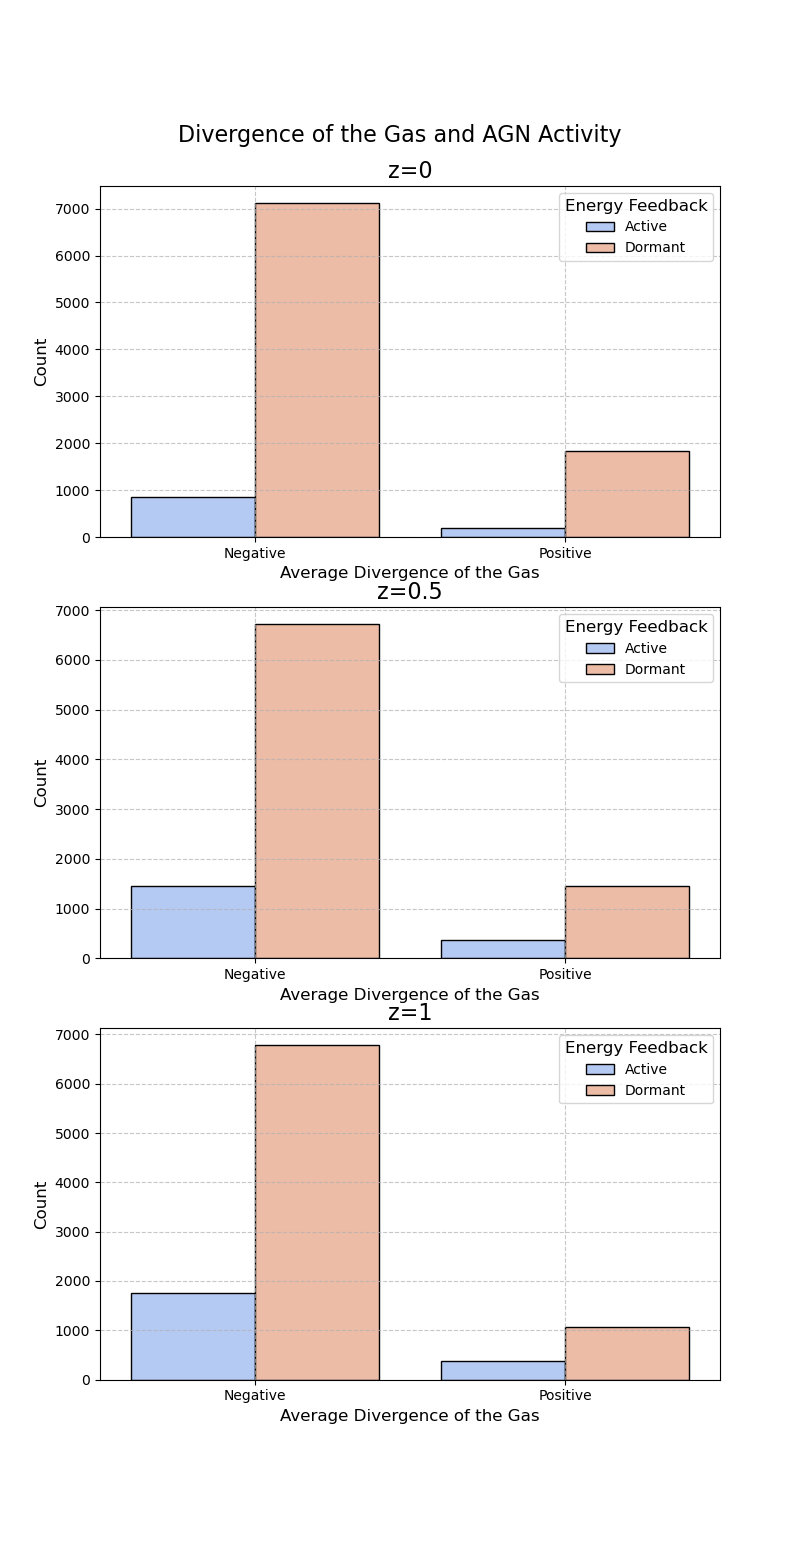 Divergence of the Gas and AGN Activity
z=0
7000
6000
5000
4000
3000
2000
1000
0
Count
Energy Feedback
Active
Dormant
Negative
Positive
Average Divergence of the Gas
z=0.5
7000
6000
5000
4000
3000
2000
1000
0
Count
Energy Feedback
Active
Dormant
Negative
Positive
Average Divergence of the Gas
z=1
7000
6000
5000
4000
3000
2000
1000
0
Count
Energy Feedback
Active
Dormant
Negative
Positive
Average Divergence of the Gas